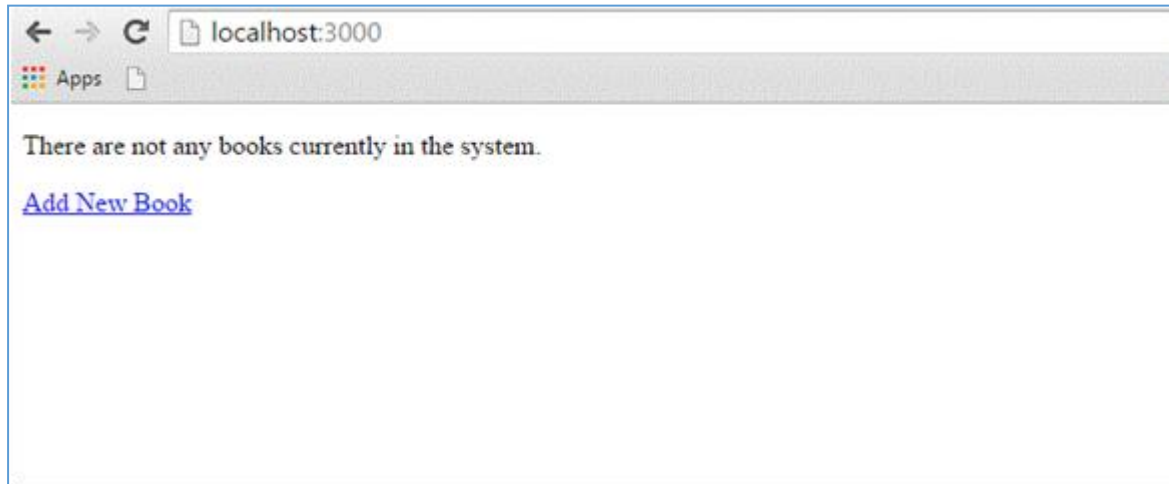 localhost:3000
Apps
There are not any books currently in the system.
Add New Book